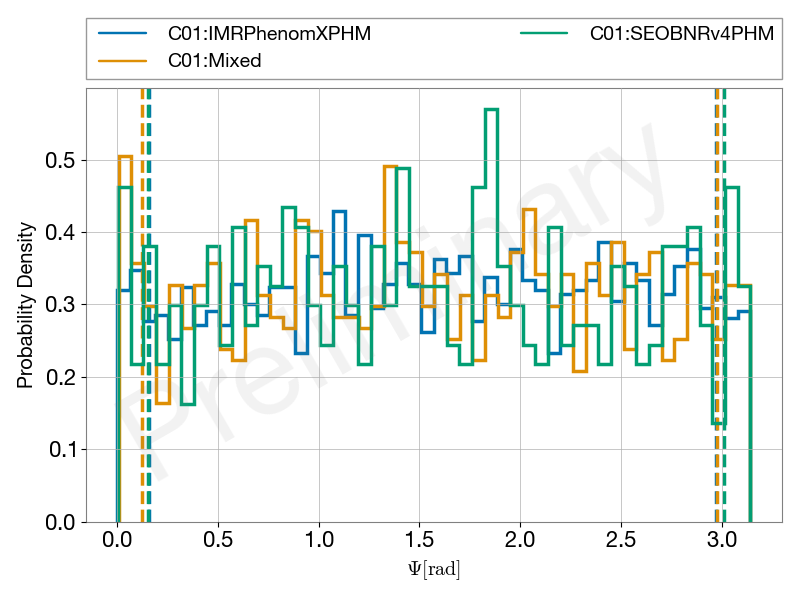 C01:IMRPhenomXPHM
C01:Mixed
C01:SEOBNRv4PHM
Preliminary
Probability Density
0.5
0.4
0.3
0.2
0.1
0.0
0.0 0.5 1.0 1.5 2.0 2.5 3.0
Ψ[rad]